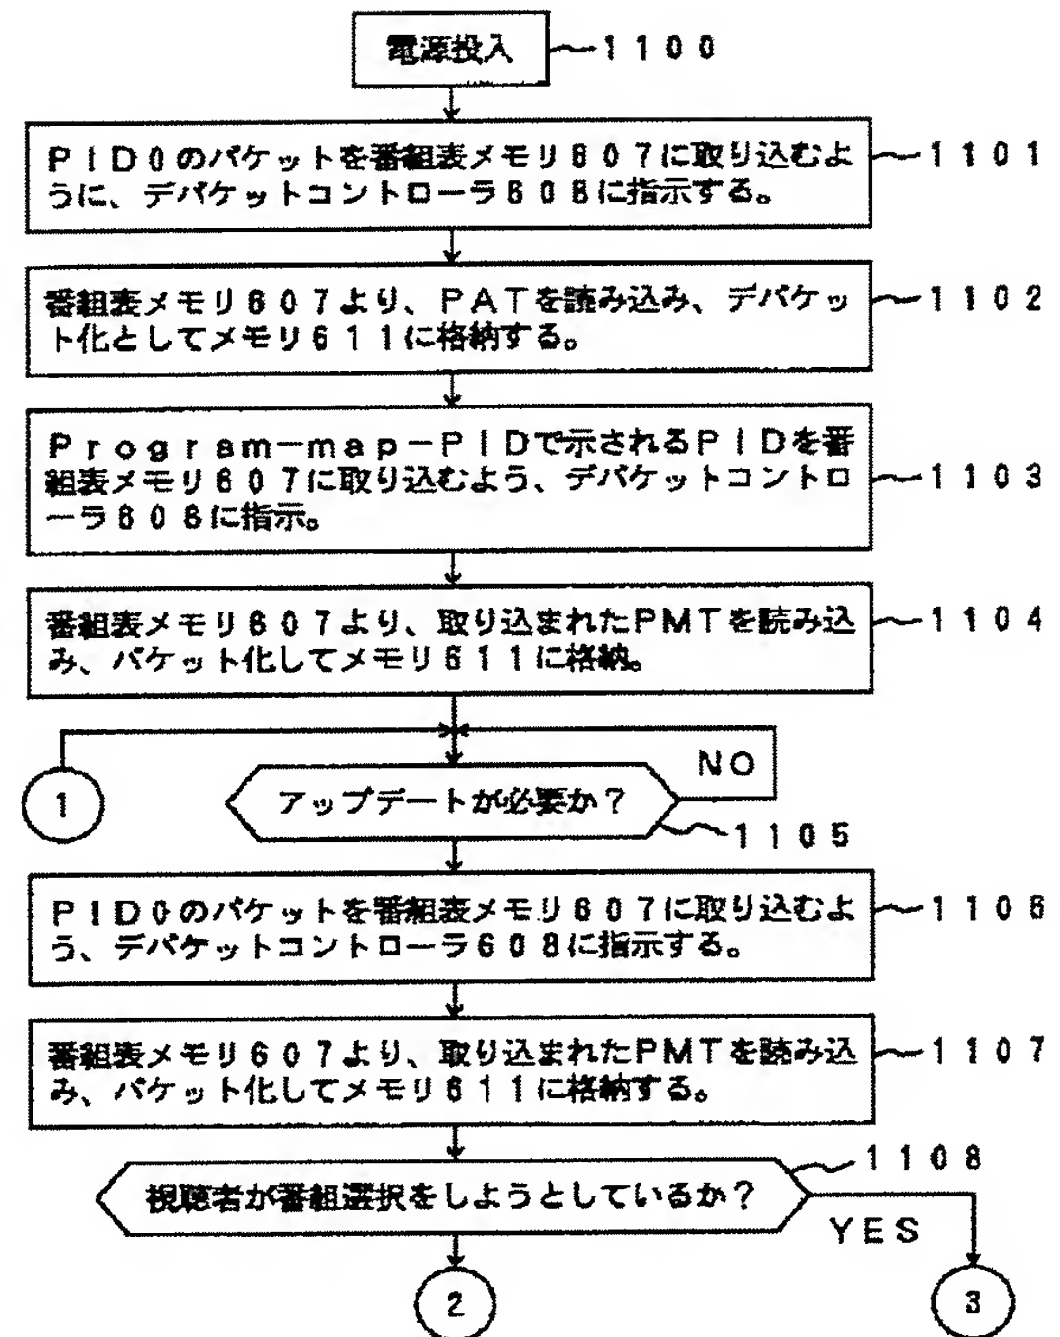 電源投入
1100
PID0のパケットを番組表メモリ607に取り込むよ
うに、デパケットコントローラ608に指示する。
1101
番組表メモリ607より、PATを読み込み、デパケッ
ト化としてメモリ611に格納する。
1102
Program-map-PIDで示されるPIDを番
組表メモリ607に取り込むよう、デパケットコントロ
ーラ608に指示。
1103
番組表メモリ607より、取り込まれたPMTを読み込
み、パケット化してメモリ611に格納。
1104
1
NO
アップデートが必要か?
1105
PID0のパケットを番組表メモリ607に取り込むよ
う、デパケットコントローラ608に指示する。
1106
番組表メモリ607より、取り込まれたPMTを読み込
み、パケット化してメモリ611に格納する。
1107
視聴者が番組選択をしようとしているか?
1108
YES
2
3